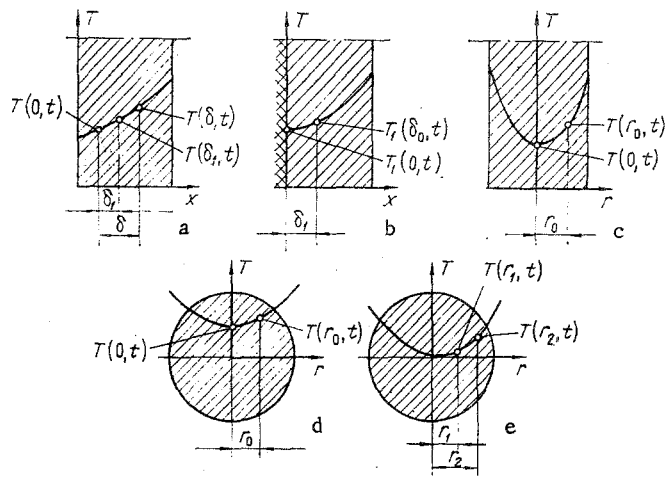 T
T(0,t)
T(δ,t)
T(δ₁,t)
x
δ₁
δ
a
T
T₁(δ₀,t)
T₁(0,t)
x
δ₁
b
T
T(r₀,t)
T(0,t)
r
r₀
c
T
T(0,t)
T(r₀,t)
r
r₀
d
T
T(r₁,t)
T(r₂,t)
r
r₁
r₂
e